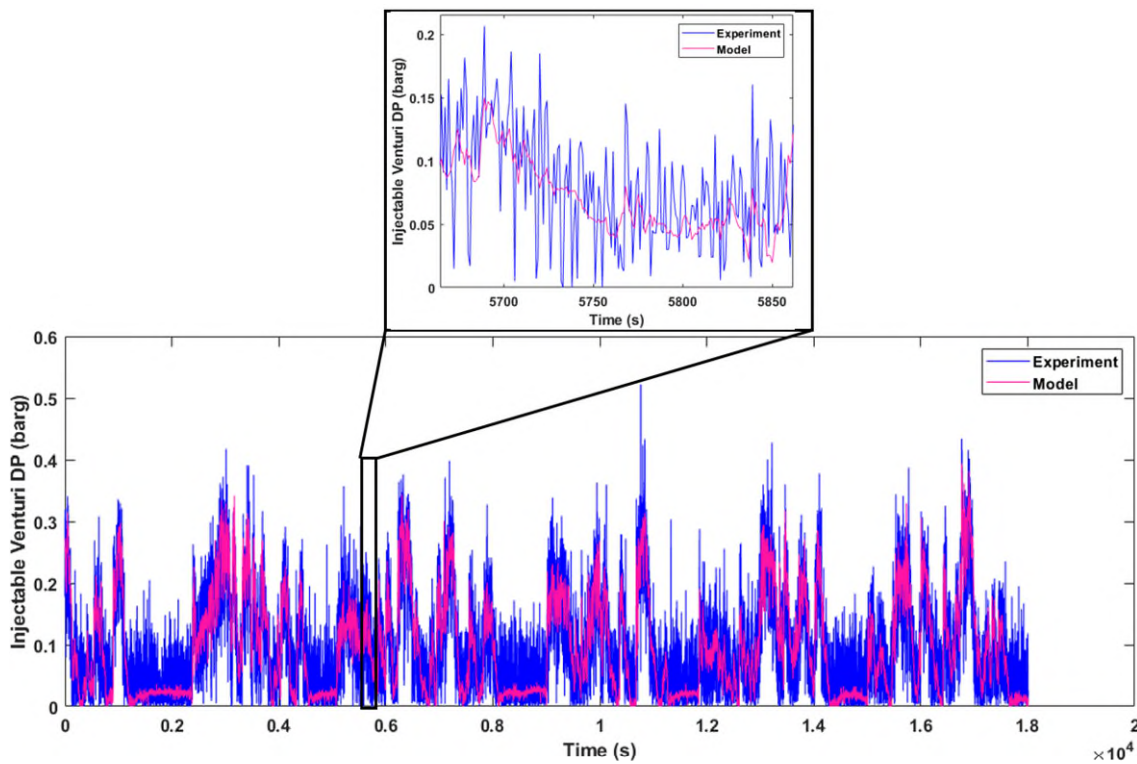 0.2
0.15
0.1
0.05
0
Injectable Venturi DP (barg)
Experiment
Model
5700 5750 5800 5850
Time (s)
0.6
0.5
0.4
0.3
0.2
0.1
0
Injectable Venturi DP (barg)
Experiment
Model
0 0.2 0.4 0.6 0.8 1 1.2 1.4 1.6 1.8 2
Time (s)
×10⁴